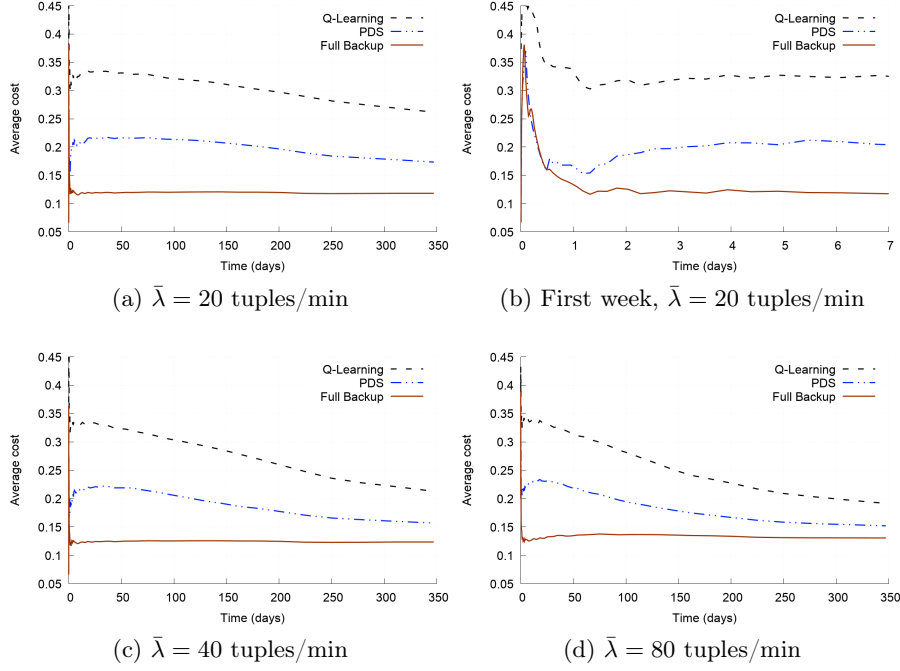 0.45
0.4
0.35
0.3
0.25
0.2
0.15
0.1
0.05
Average cost
Q-Learning
PDS
Full Backup
0 50 100 150 200 250 300 350
Time (days)
(a) λ̄ = 20 tuples/min
0.45
0.4
0.35
0.3
0.25
0.2
0.15
0.1
0.05
Average cost
Q-Learning
PDS
Full Backup
0 1 2 3 4 5 6 7
Time (days)
(b) First week, λ̄ = 20 tuples/min
0.45
0.4
0.35
0.3
0.25
0.2
0.15
0.1
0.05
Average cost
Q-Learning
PDS
Full Backup
0 50 100 150 200 250 300 350
Time (days)
(c) λ̄ = 40 tuples/min
0.45
0.4
0.35
0.3
0.25
0.2
0.15
0.1
0.05
Average cost
Q-Learning
PDS
Full Backup
0 50 100 150 200 250 300 350
Time (days)
(d) λ̄ = 80 tuples/min